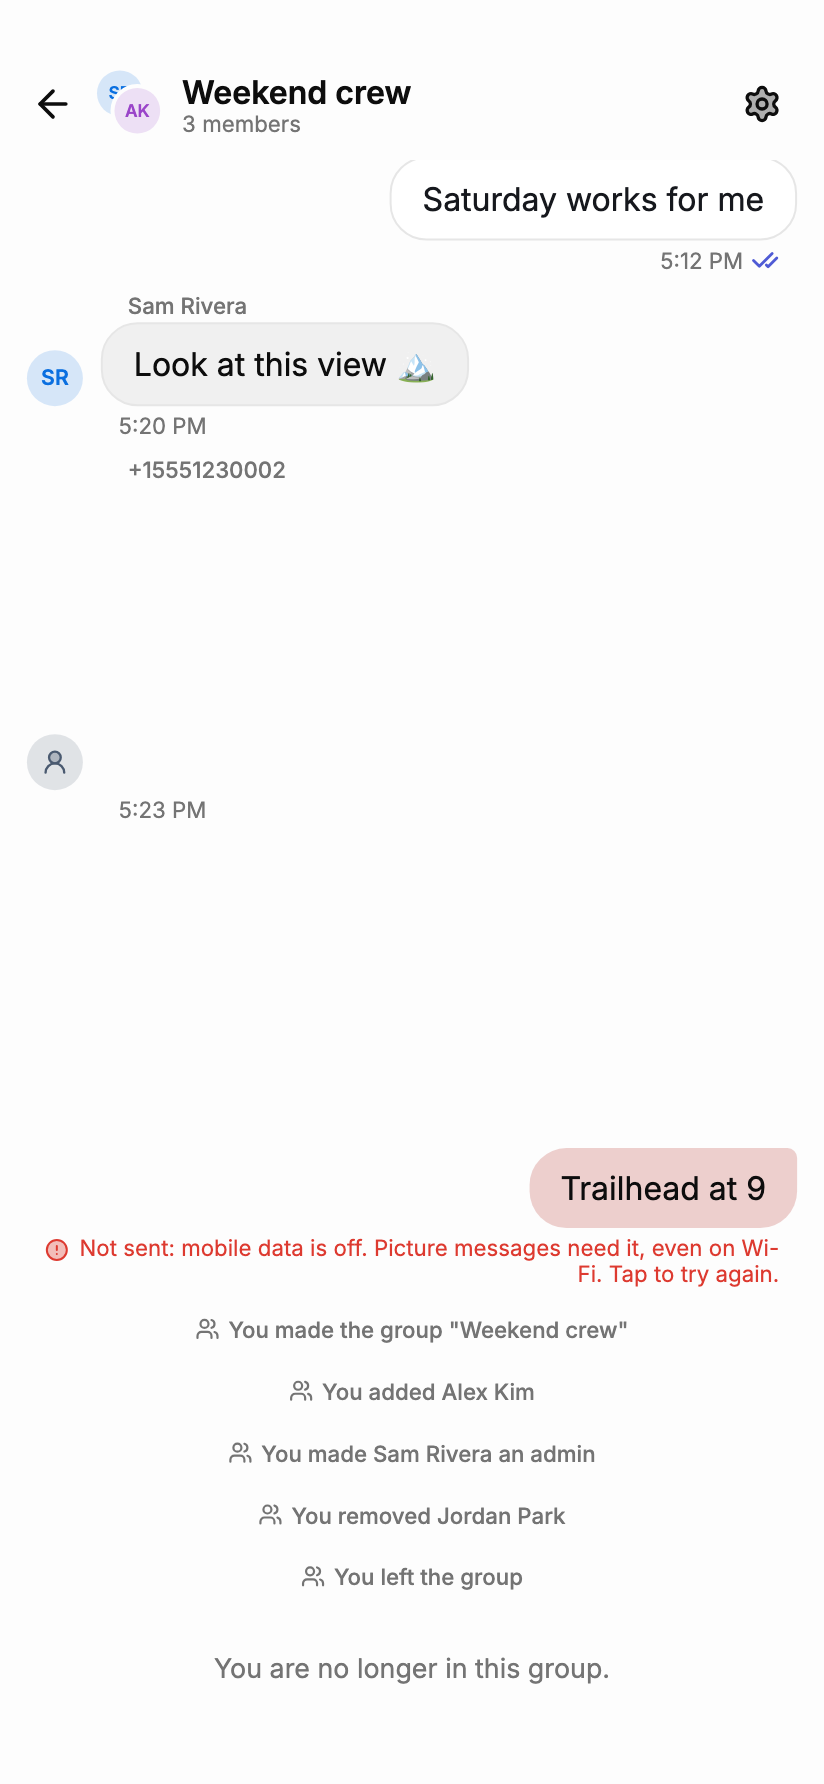 Weekend crew
3 members
AK
Saturday works for me
5:12 PM
Sam Rivera
SR
Look at this view 🏔️
5:20 PM
+15551230002
5:23 PM
Trailhead at 9
Not sent: mobile data is off. Picture messages need it, even on Wi-
Fi. Tap to try again.
You made the group "Weekend crew"
You added Alex Kim
You made Sam Rivera an admin
You removed Jordan Park
You left the group
You are no longer in this group.